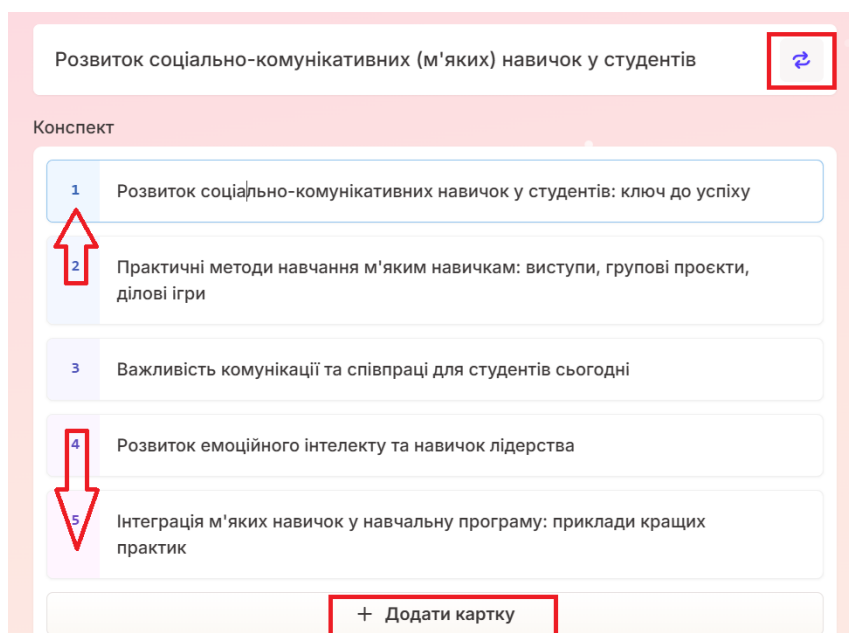 Розвиток соціально-комунікативних (м'яких) навичок у студентів
Конспект
1
Розвиток соціально-комунікативних навичок у студентів: ключ до успіху
2
Практичні методи навчання м'яким навичкам: виступи, групові проєкти,
ділові ігри
3
Важливість комунікації та співпраці для студентів сьогодні
4
Розвиток емоційного інтелекту та навичок лідерства
5
Інтеграція м'яких навичок у навчальну програму: приклади кращих
практик
+ Додати картку